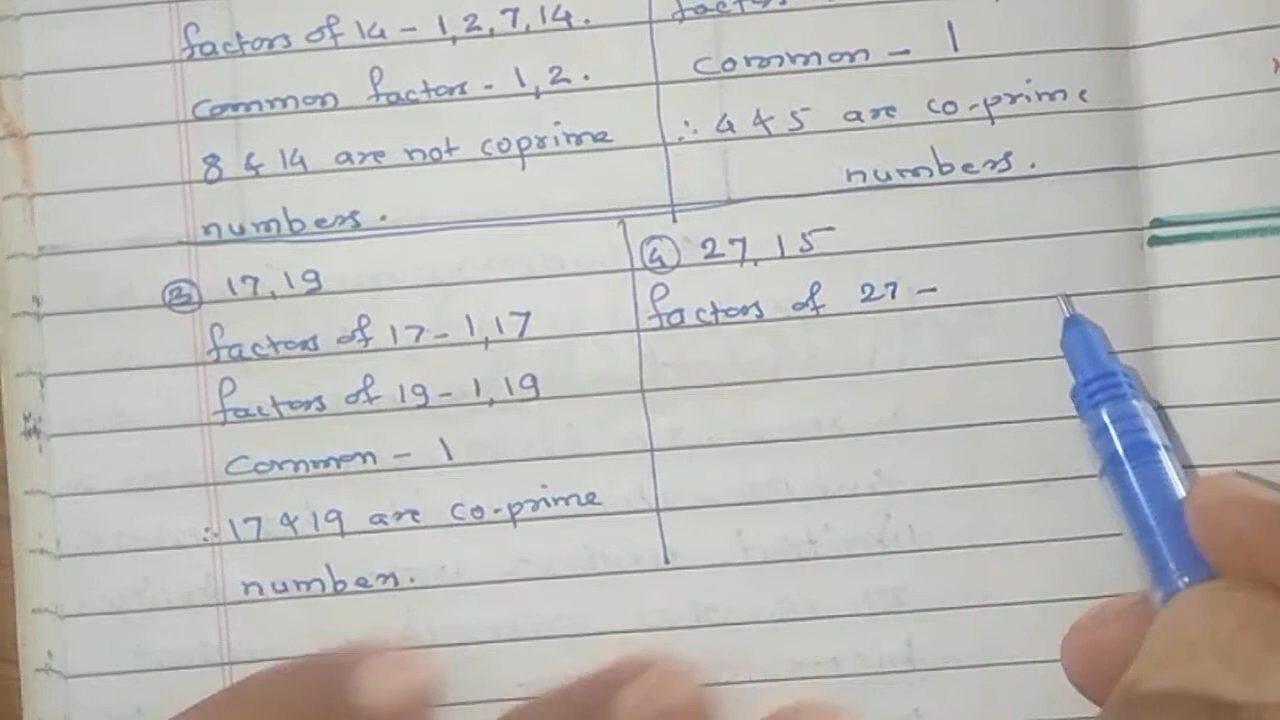 factors of 14 - 1, 2, 7, 14.
common factors - 1, 2.
8 & 14 are not coprime
numbers.
common - 1
∴ 4 & 5 are co-prime
numbers.
③ 17, 19
factors of 17 - 1, 17
factors of 19 - 1, 19
Common - 1
∴ 17 & 19 are co-prime
number.
④ 27, 15
factors of 27 -